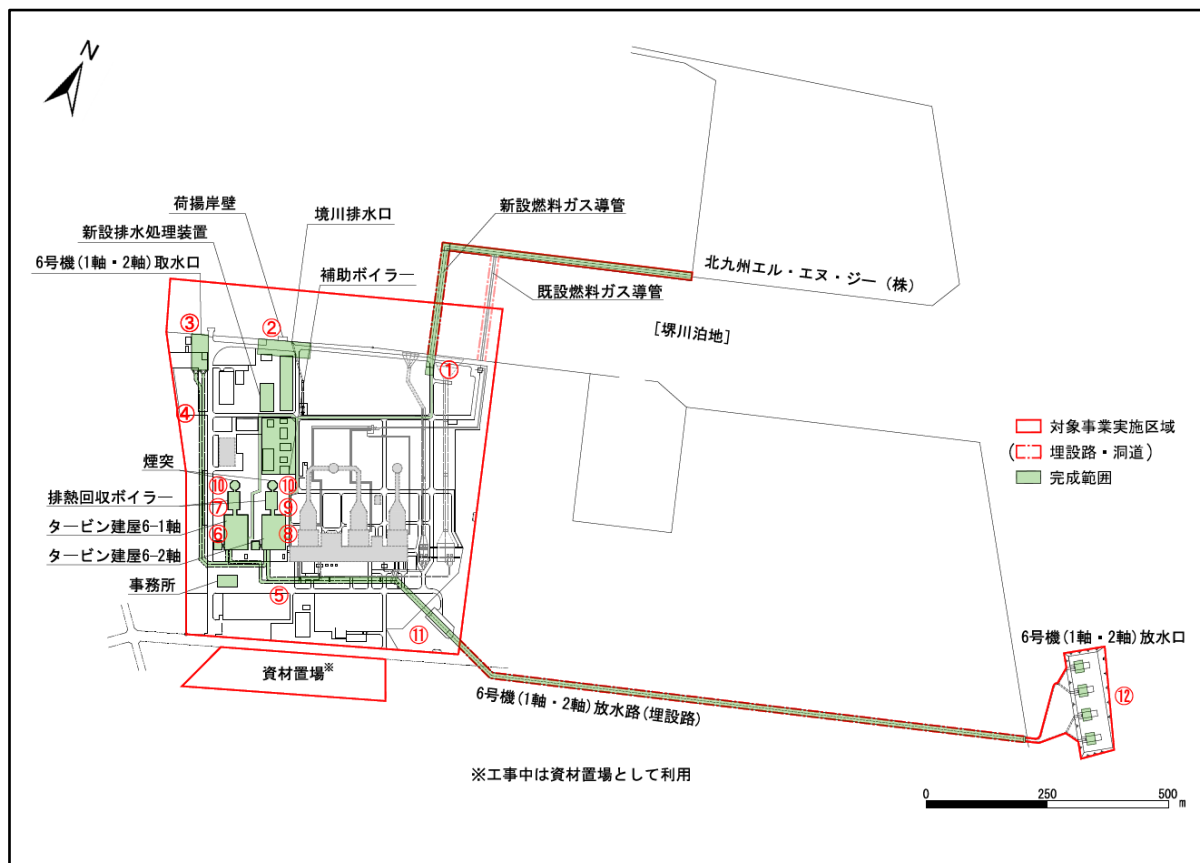 N
荷揚岸壁
境川排水口
新設燃料ガス導管
新設排水処理装置
6号機(1軸・2軸)取水口
補助ボイラー
既設燃料ガス導管
北九州エル・エヌ・ジー(株)
[堺川泊地]
③
②
①
④
対象事業実施区域
(埋設路・洞道)
完成範囲
煙突
⑩
⑩
排熱回収ボイラー
⑦
⑨
タービン建屋6-1軸
⑥
⑧
タービン建屋6-2軸
事務所
⑤
⑪
6号機(1軸・2軸)放水口
⑫
資材置場※
6号機(1軸・2軸)放水路(埋設路)
※工事中は資材置場として利用
0 250 500
m